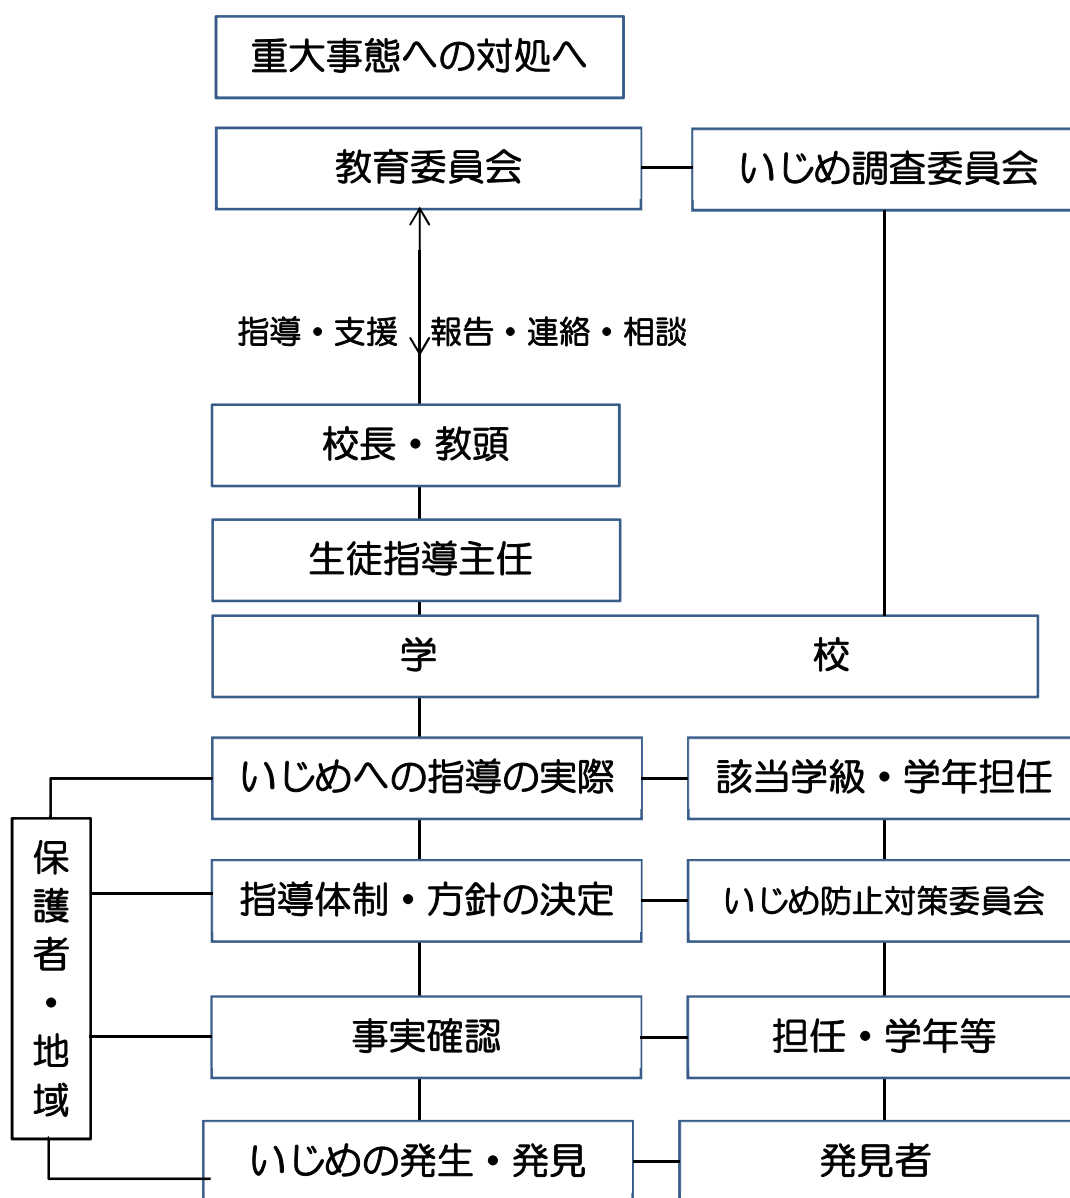 重大事態への対処へ
教育委員会
いじめ調査委員会
指導・支援
報告・連絡・相談
校長・教頭
生徒指導主任
学校
いじめへの指導の実際
該当学級・学年担任
保護者・地域
指導体制・方針の決定
いじめ防止対策委員会
事実確認
担任・学年等
いじめの発生・発見
発見者